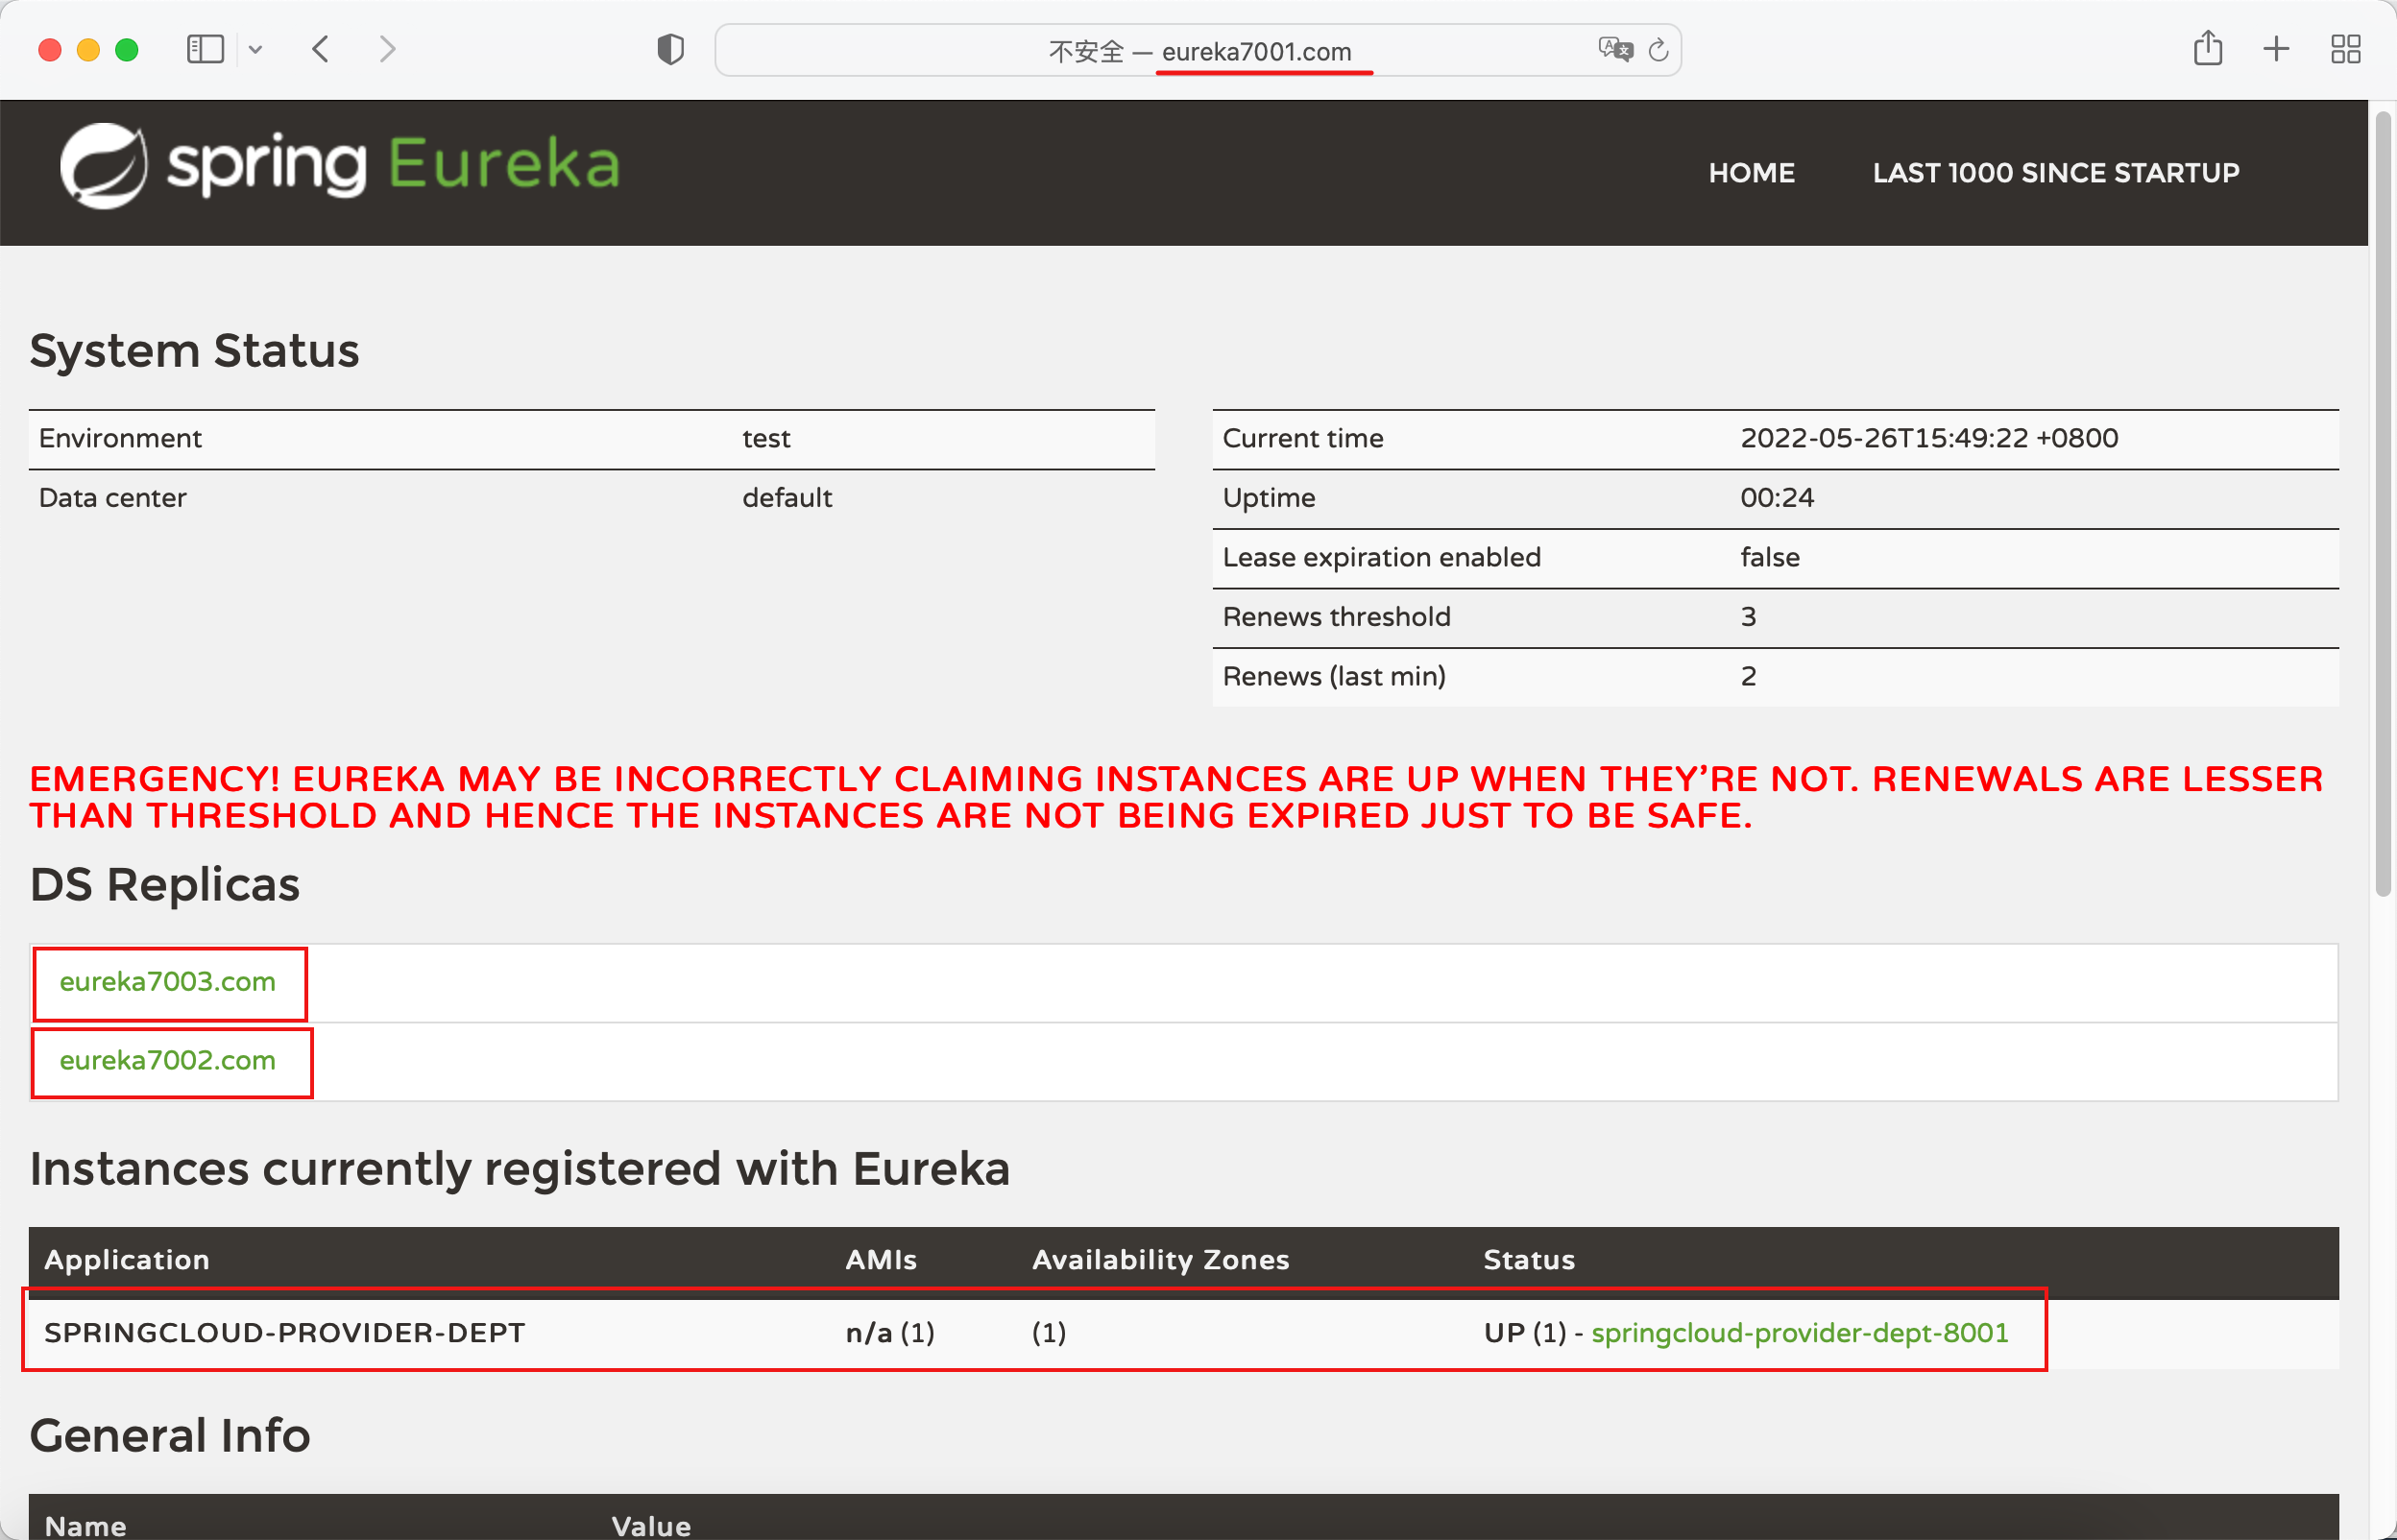 不安全 — eureka7001.com
spring Eureka
HOME LAST 1000 SINCE STARTUP
System Status
Environment test
Data center default
Current time 2022-05-26T15:49:22 +0800
Uptime 00:24
Lease expiration enabled false
Renews threshold 3
Renews (last min) 2
EMERGENCY! EUREKA MAY BE INCORRECTLY CLAIMING INSTANCES ARE UP WHEN THEY’RE NOT. RENEWALS ARE LESSER
THAN THRESHOLD AND HENCE THE INSTANCES ARE NOT BEING EXPIRED JUST TO BE SAFE.
DS Replicas
eureka7003.com
eureka7002.com
Instances currently registered with Eureka
Application AMIs Availability Zones Status
SPRINGCLOUD-PROVIDER-DEPT n/a (1) (1) UP (1) - springcloud-provider-dept-8001
General Info
Name Value